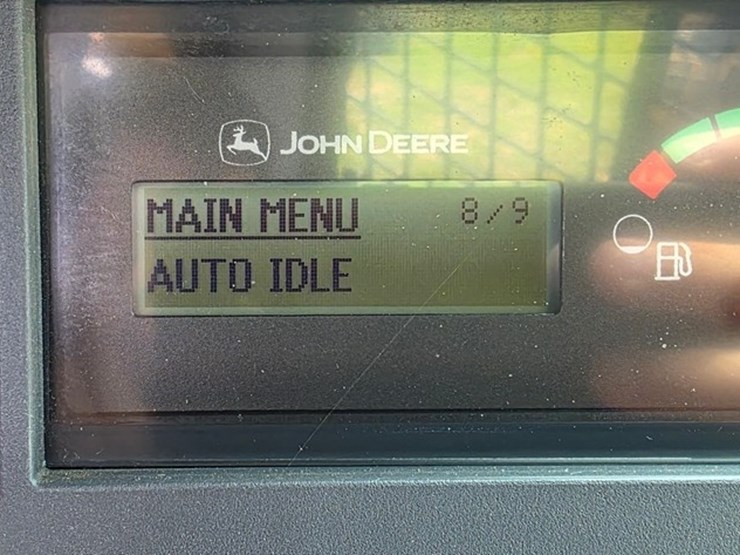 JOHN DEERE
MAIN MENU 8/9
AUTO IDLE